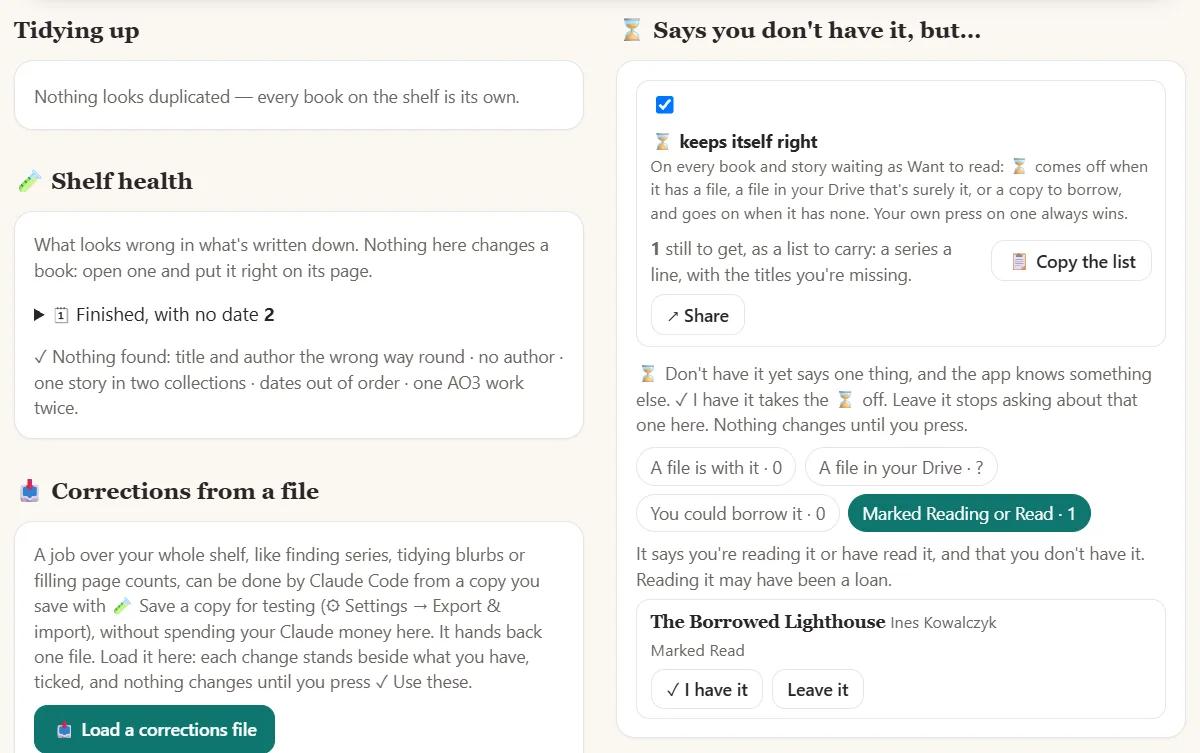 Tidying up
Nothing looks duplicated — every book on the shelf is its own.
Shelf health
What looks wrong in what's written down. Nothing here changes a
book: open one and put it right on its page.
▶ 🗓 Finished, with no date 2
✓ Nothing found: title and author the wrong way round · no author ·
one story in two collections · dates out of order · one AO3 work
twice.
📥 Corrections from a file
A job over your whole shelf, like finding series, tidying blurbs or
filling page counts, can be done by Claude Code from a copy you
save with 🧪 Save a copy for testing (⚙ Settings → Export &
import), without spending your Claude money here. It hands back
one file. Load it here: each change stands beside what you have,
ticked, and nothing changes until you press ✓ Use these.
📥 Load a corrections file
⏳ Says you don't have it, but...
⏳ keeps itself right
On every book and story waiting as Want to read: ⏳ comes off when
it has a file, a file in your Drive that's surely it, or a copy to borrow,
and goes on when it has none. Your own press on one always wins.
1 still to get, as a list to carry: a series a
line, with the titles you're missing.
📋 Copy the list
↗ Share
⏳ Don't have it yet says one thing, and the app knows something
else. ✓ I have it takes the ⏳ off. Leave it stops asking about that
one here. Nothing changes until you press.
A file is with it · 0
A file in your Drive · ?
You could borrow it · 0
Marked Reading or Read · 1
It says you're reading it or have read it, and that you don't have it.
Reading it may have been a loan.
The Borrowed Lighthouse Ines Kowalczyk
Marked Read
✓ I have it
Leave it